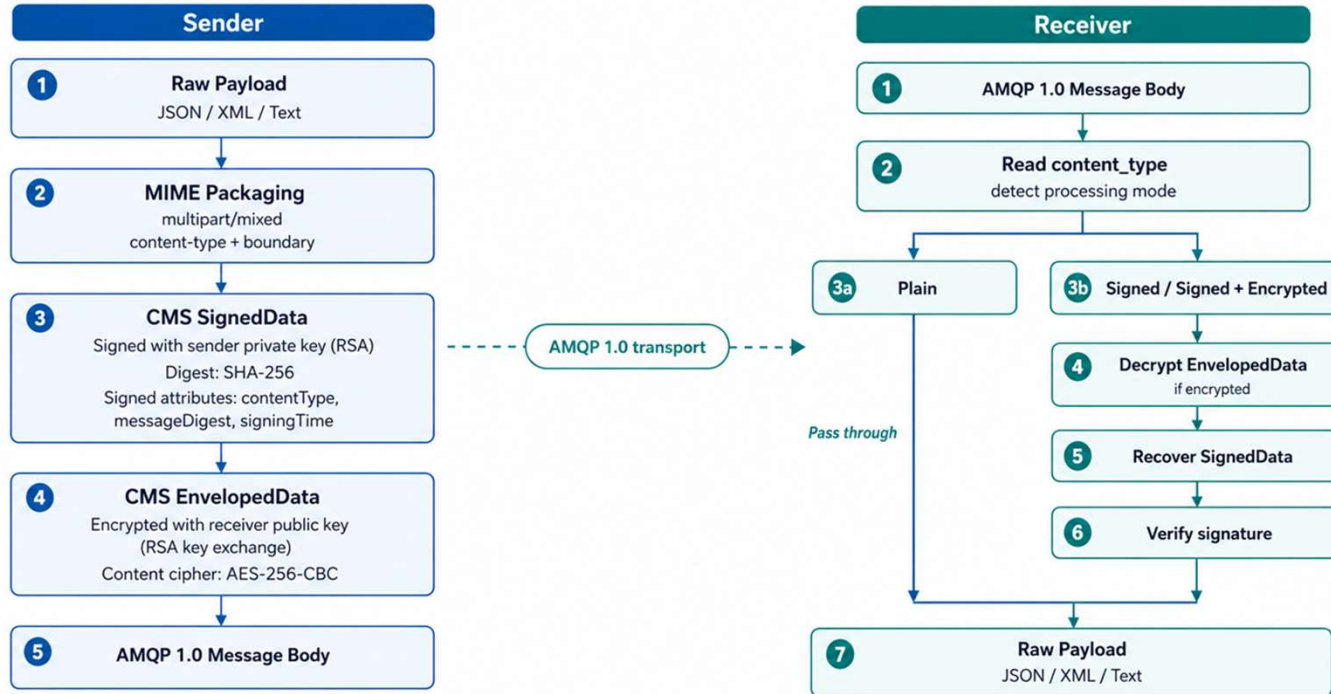 Sender
1
Raw Payload
JSON / XML / Text
2
MIME Packaging
multipart/mixed
content-type + boundary
3
CMS SignedData
Signed with sender private key (RSA)
Digest: SHA-256
Signed attributes: contentType,
messageDigest, signingTime
4
CMS EnvelopedData
Encrypted with receiver public key
(RSA key exchange)
Content cipher: AES-256-CBC
5
AMQP 1.0 Message Body
AMQP 1.0 transport
Receiver
1
AMQP 1.0 Message Body
2
Read content_type
detect processing mode
3a
Plain
Pass through
3b
Signed / Signed + Encrypted
4
Decrypt EnvelopedData
if encrypted
5
Recover SignedData
6
Verify signature
7
Raw Payload
JSON / XML / Text